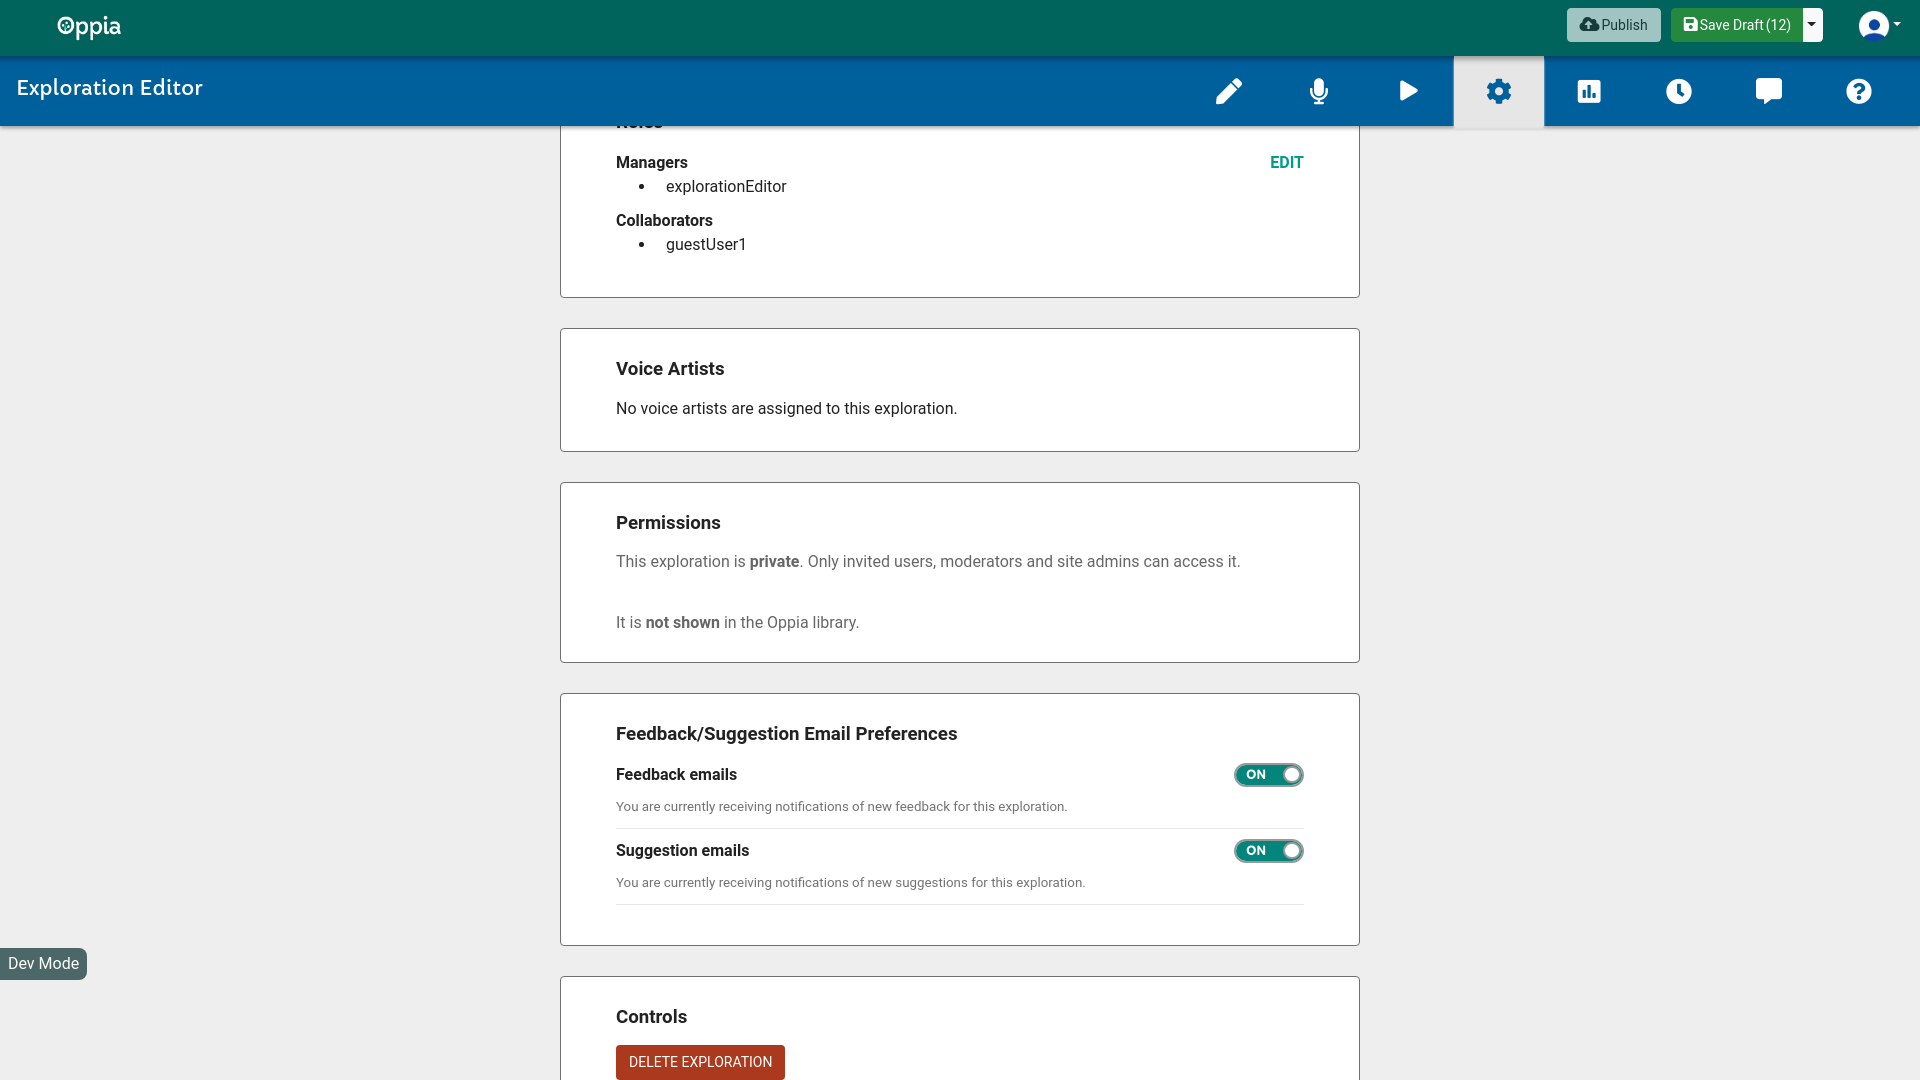 Oppia
Publish
Save Draft (12)
Exploration Editor
Roles
Managers
EDIT
explorationEditor
Collaborators
guestUser1
Voice Artists
No voice artists are assigned to this exploration.
Permissions
This exploration is private. Only invited users, moderators and site admins can access it.
It is not shown in the Oppia library.
Feedback/Suggestion Email Preferences
Feedback emails
ON
You are currently receiving notifications of new feedback for this exploration.
Suggestion emails
ON
You are currently receiving notifications of new suggestions for this exploration.
Dev Mode
Controls
DELETE EXPLORATION